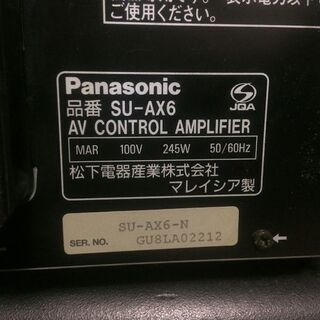 ご使用ください。
Panasonic
品番 SU-AX6
JQA
AV CONTROL AMPLIFIER
MAR 100V 245W 50/60Hz
松下電器産業株式会社
マレイシア製
SU-AX6-N
SER. NO. GU8LA02212